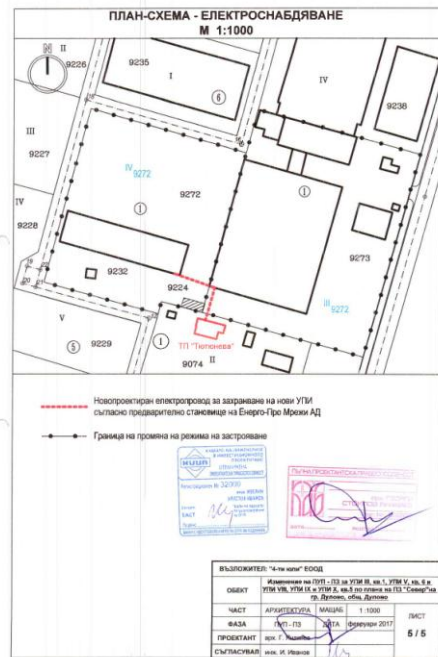 ПЛАН-СХЕМА - ЕЛЕКТРОСНАБДЯВАНЕ
М 1:1000
N
II
9226
9235
I
6
IV
9238
III
9227
IV
9272
9272
1
1
IV
9228
9232
9224
9273
III
9272
V
5
9229
1
ТП "Тютюнева"
9074
II
Новопроектиран електропровод за захранване на нови УПИ
съгласно предварително становище на Енерго-Про Мрежи АД
Граница на промяна на режима на застрояване
КИИП
ВЪЗЛОЖИТЕЛ: "4-ти юли" ЕООД
ОБЕКТ
Изменение на ПУП - ПЗ за УПИ III, кв.1, УПИ V, кв. 6 и
УПИ VIII, УПИ IX и УПИ X, кв.5 по плана на ПЗ "Север" на
гр. Дулово, общ. Дулово
ЧАСТ АРХИТЕКТУРА МАЩАБ 1:1000
ФАЗА ПУП - ПЗ ДАТА февруари 2017
ПРОЕКТАНТ арх. Г.
ЛИСТ
5 / 5
СЪГЛАСУВАЛ инж. И. Иванов